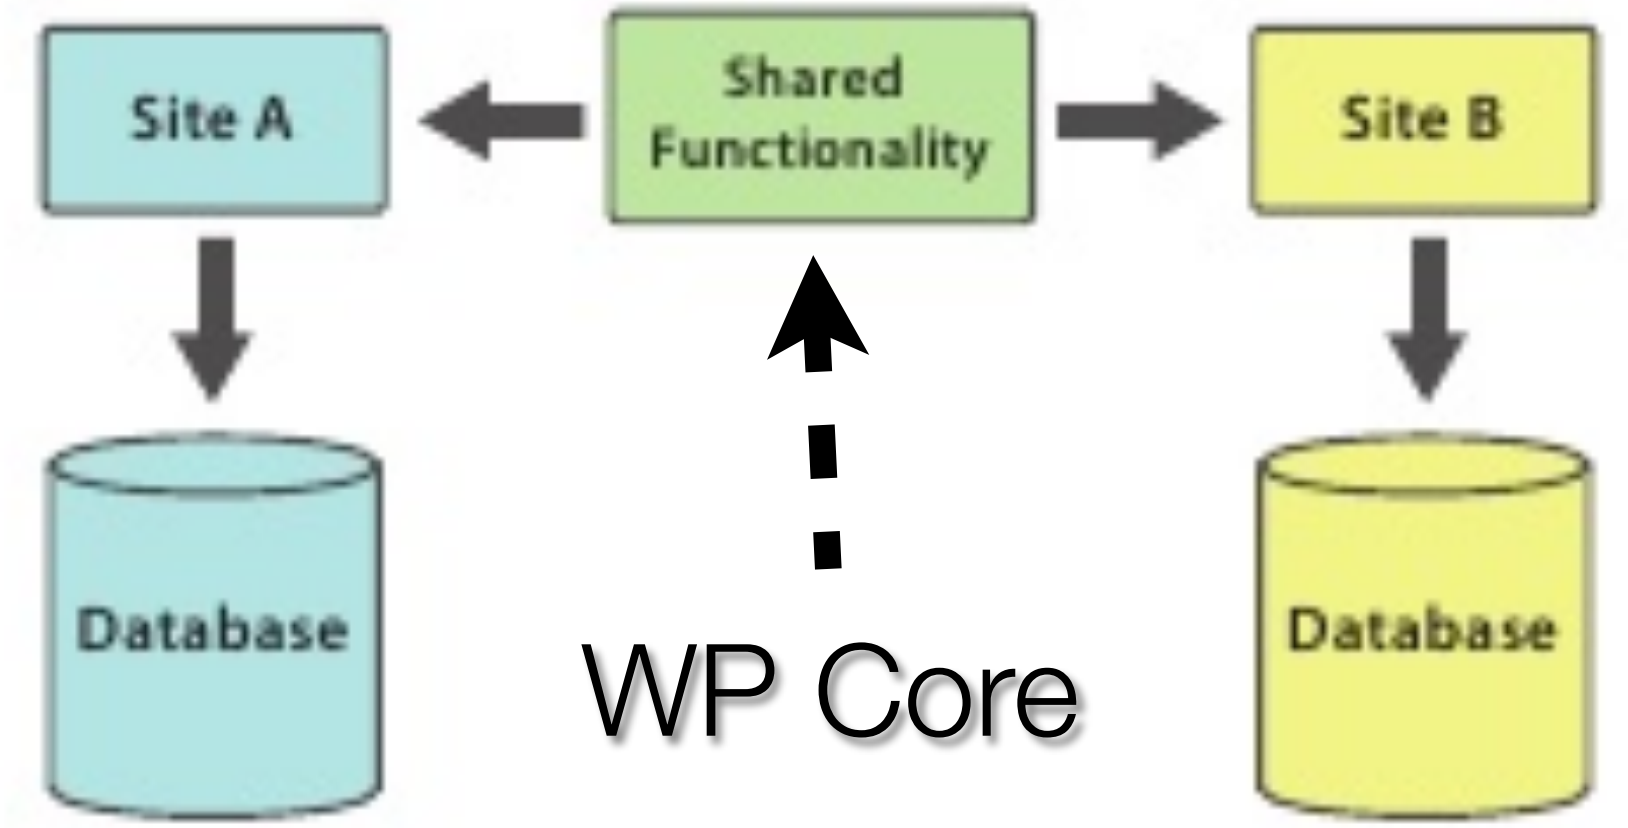 Site A
Shared
Functionality
Site B
Database
WP Core
Database